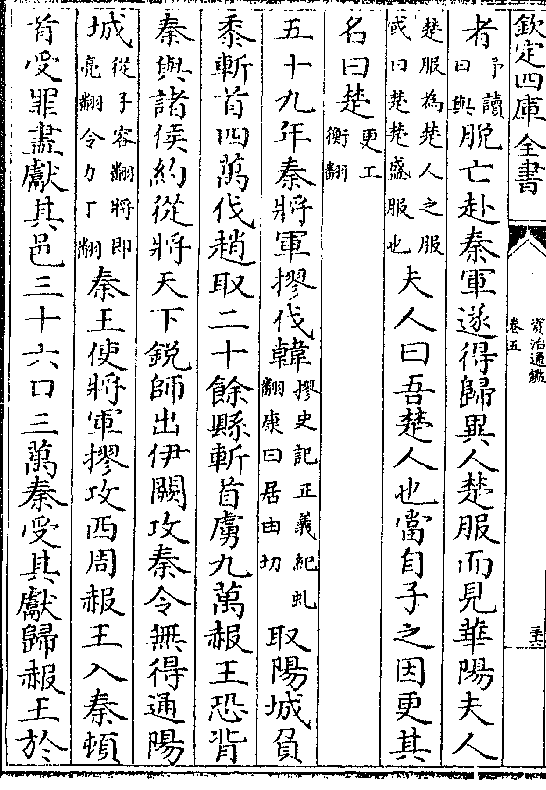 欽定四庫全書
資治通鑑
卷五
者予讀曰與脱亡赴秦軍遂得歸異人楚服而見華陽夫人
楚服為楚人之服或曰楚楚盛服也夫人曰吾楚人也當自子之因更其
名曰楚更工衡翻
五十九年秦將軍摎伐韓摎史記正義紀虬翻康曰居由切取陽城負
黍斬首四萬伐趙取二十餘縣斬首虜九萬赧王恐背
秦與諸侯約從將天下鋭師出伊闕攻秦令無得通陽
城從子容翻將即亮翻令力丁翻秦王使將軍摎攻西周赧王入秦頓
首受罪盡獻其邑三十六口三萬秦受其獻歸赧王於